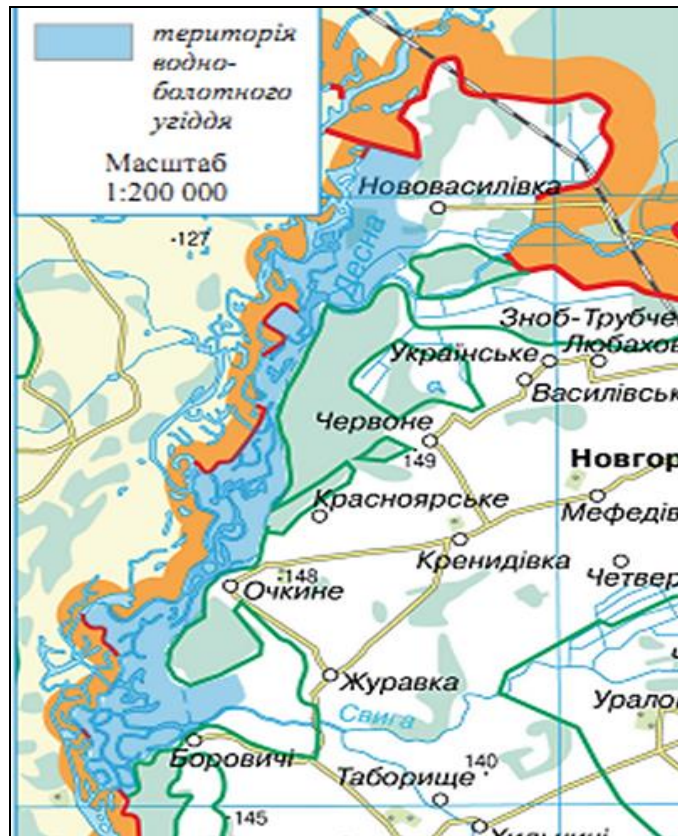 територія
водно-
болотного
угіддя
Масштаб
1:200 000
Нововасилівка
127
Десна
Зноб-Трубче
Українське
Любахов
Василівськ
Червоне
149
Новгор
Красноярське
Мефедів
Кренидівка
148
Очкине
Четвер
Журавка
Свига
Урало
Боровичі
140
Таборище
145